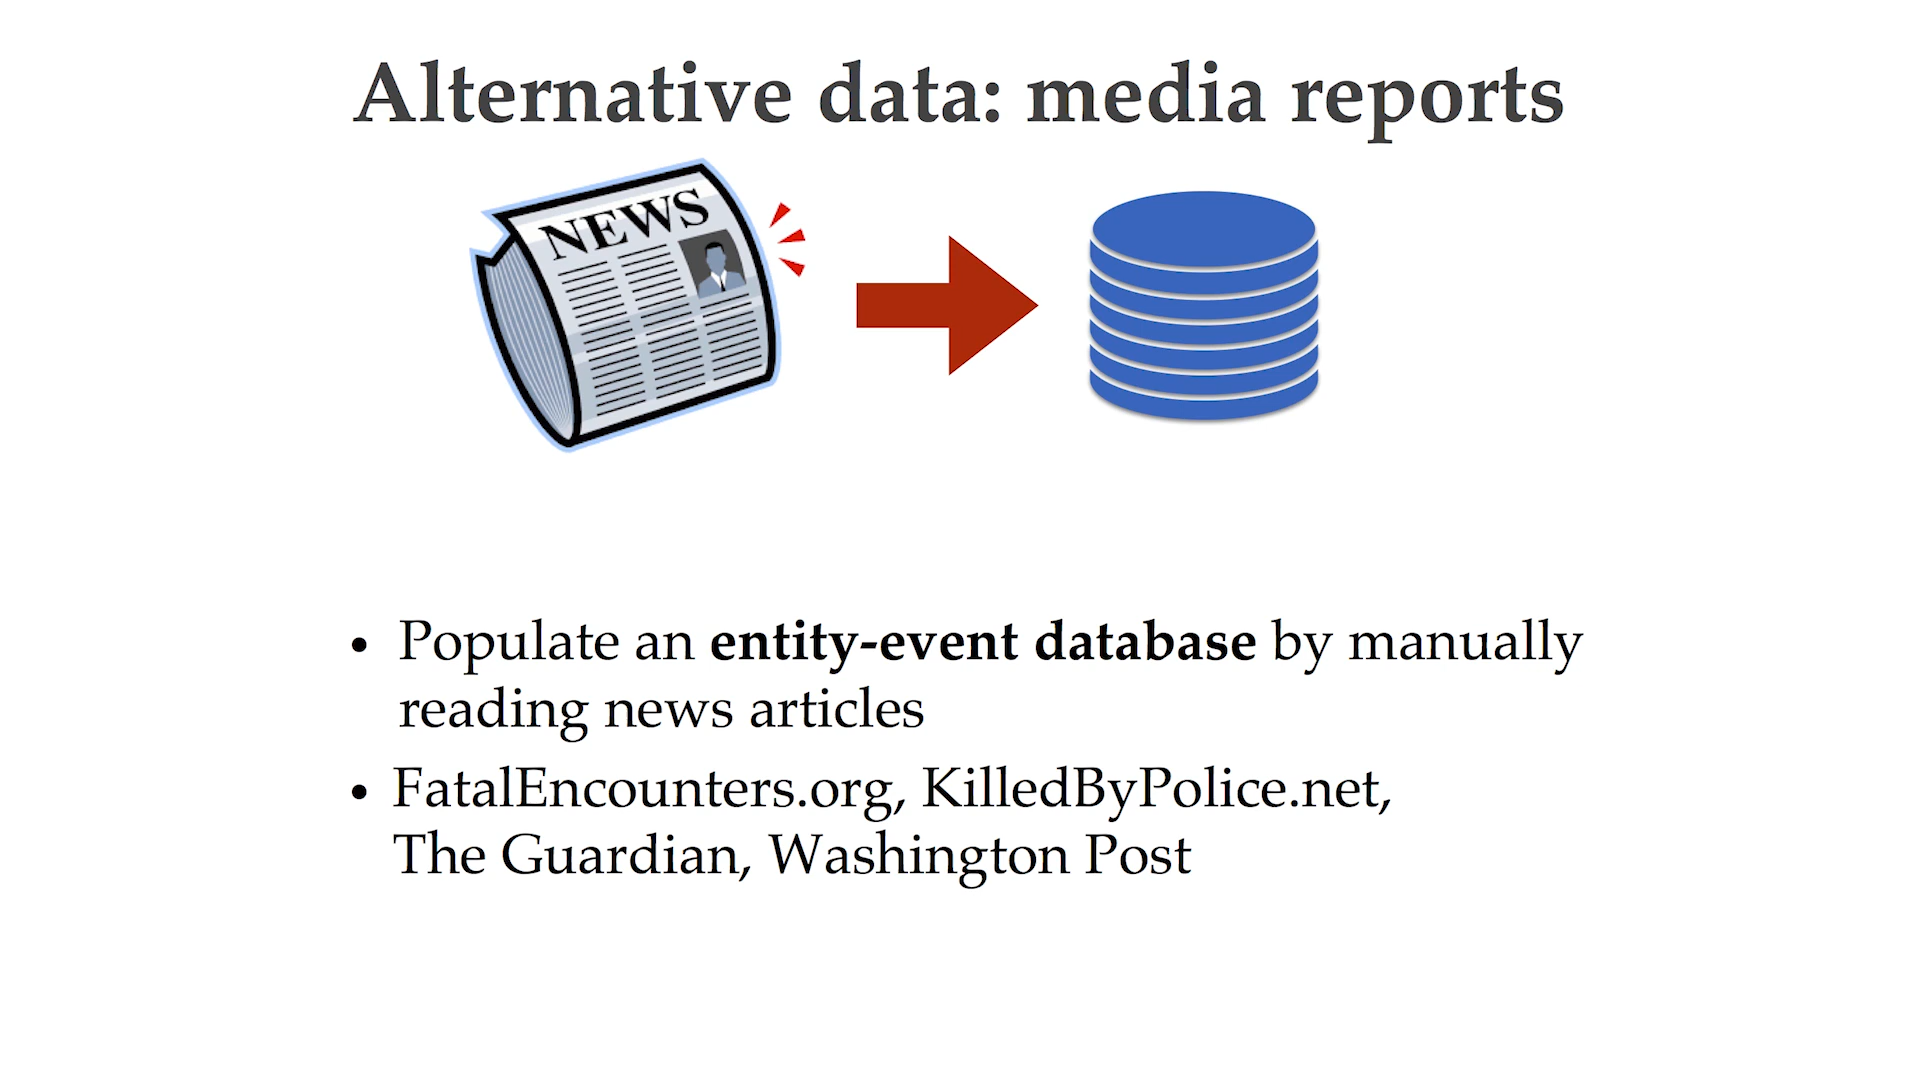 Alternative data: media reports
NEWS
• Populate an entity-event database by manually
reading news articles
• FatalEncounters.org, KilledByPolice.net,
The Guardian, Washington Post